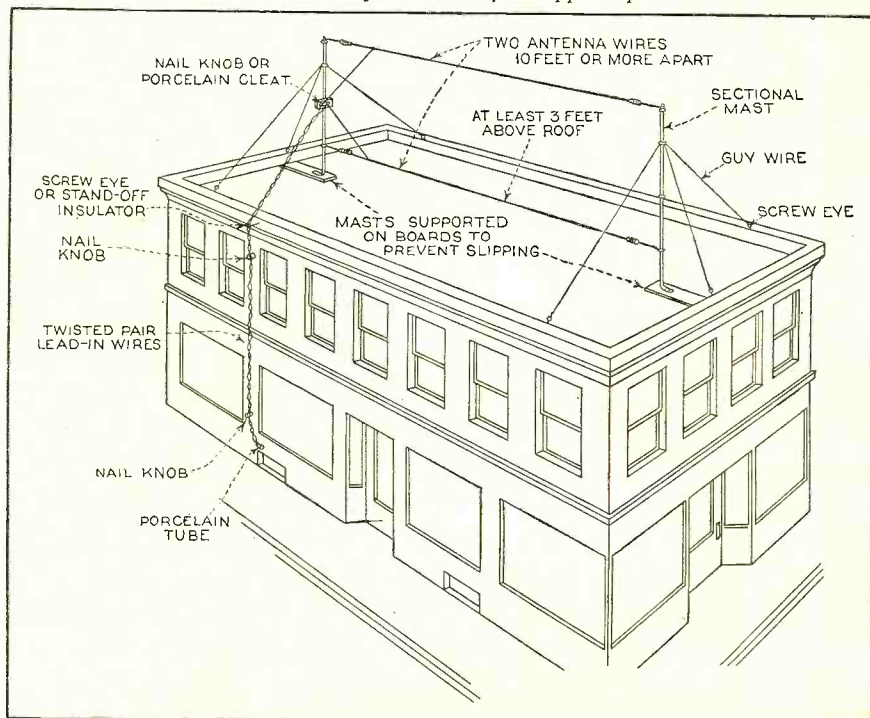 NAIL KNOB OR
PORCELAIN CLEAT.
TWO ANTENNA WIRES
10 FEET OR MORE APART
SECTIONAL
MAST
AT LEAST 3 FEET
ABOVE ROOF
GUY WIRE
SCREW EYE
OR STAND-OFF
INSULATOR
SCREW EYE
MASTS SUPPORTED
ON BOARDS TO
PREVENT SLIPPING
NAIL
KNOB
TWISTED PAIR
LEAD-IN WIRES
NAIL KNOB
PORCELAIN
TUBE